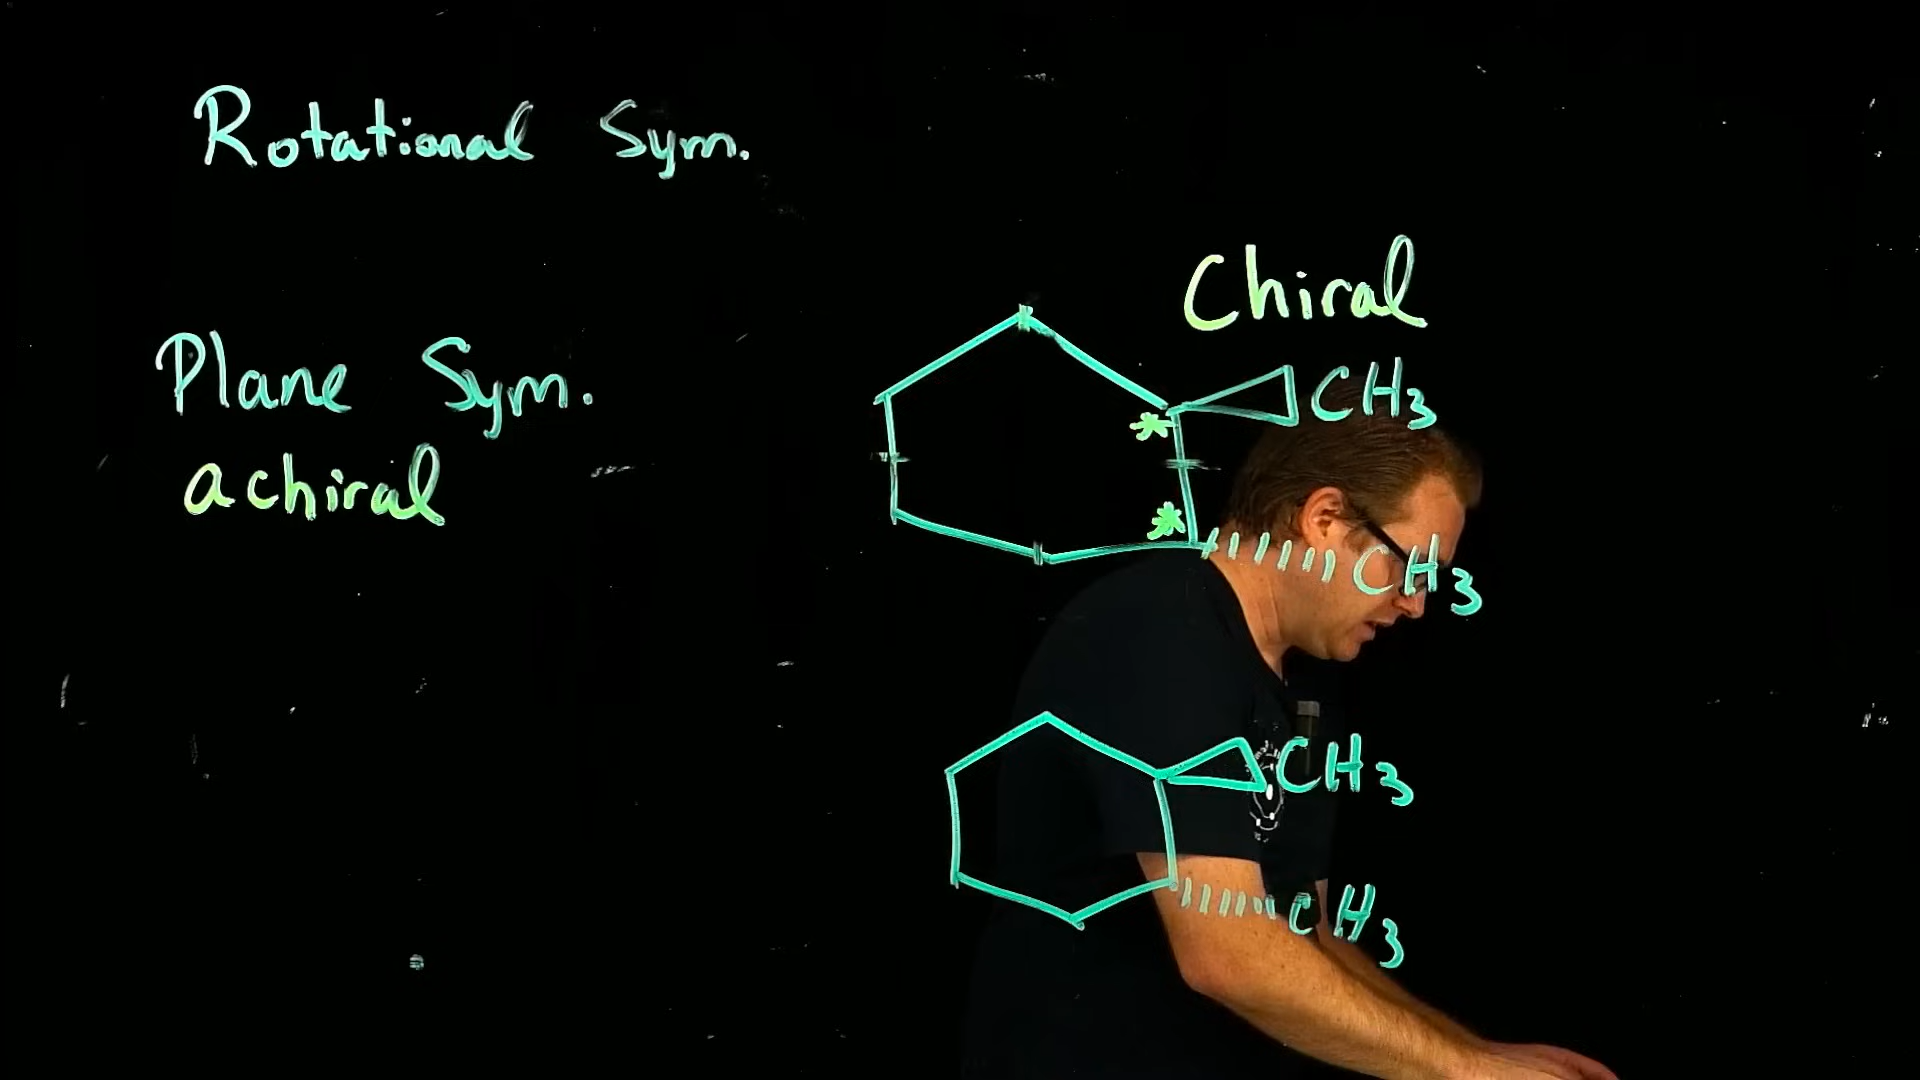 Rotational Sym.
Plane Sym.
achiral
Chiral
CH3
*
*
CH3
CH3
CH3